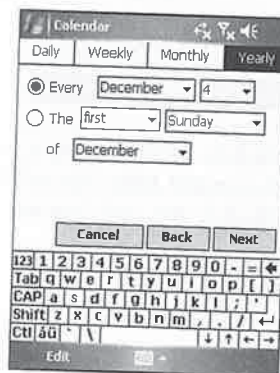 Calendar
Daily Weekly Monthly Yearly
Every December 4
The first Sunday
of December
Cancel Back Next
123 1 2 3 4 5 6 7 8 9 0 - =
Tab q w e r t y u i o p [ ]
CAP a s d f g h j k l ; '
Shift z x c v b n m , . /
Ctl áü ` \
Edit